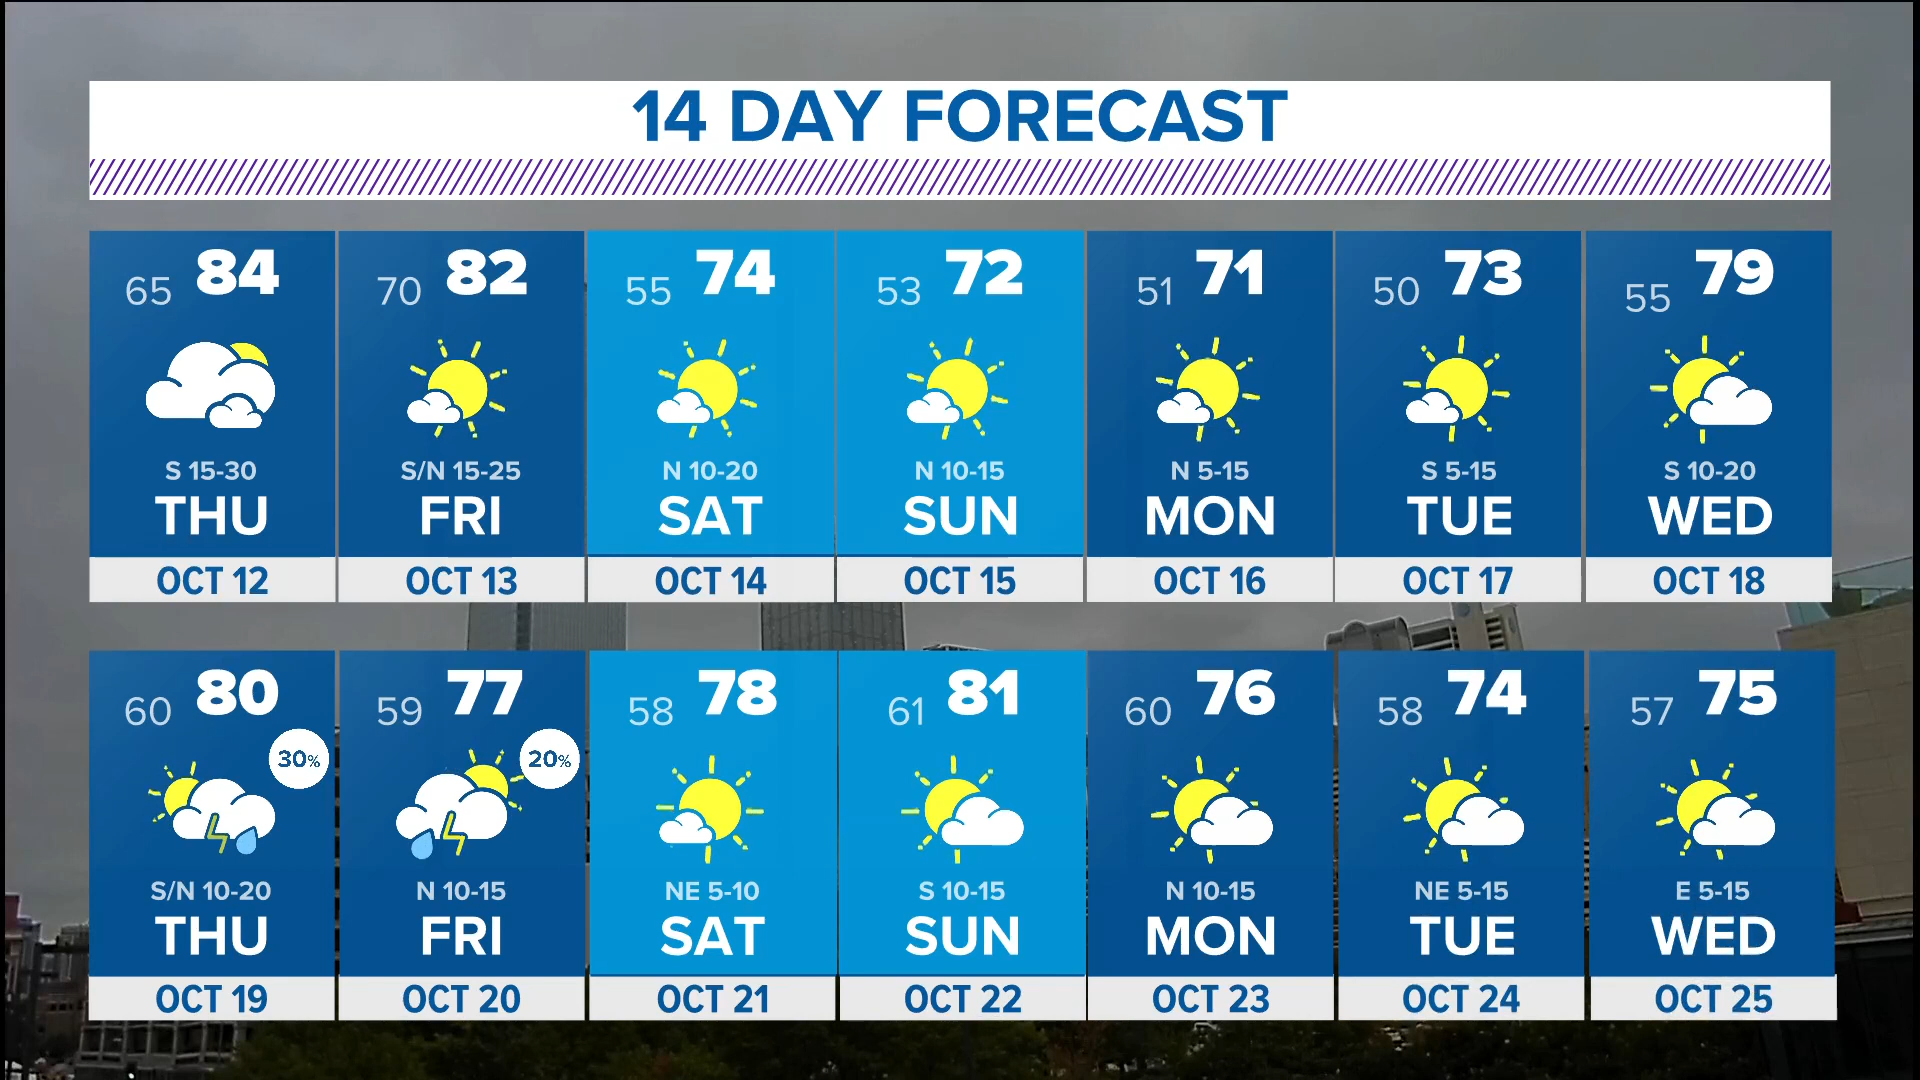 14 DAY FORECAST
65 84 70 82 55 74 53 72 51 71 50 73 55 79
S 15-30 S/N 15-25 N 10-20 N 10-15 N 5-15 S 5-15 S 10-20
THU FRI SAT SUN MON TUE WED
OCT 12 OCT 13 OCT 14 OCT 15 OCT 16 OCT 17 OCT 18
60 80 59 77 58 78 61 81 60 76 58 74 57 75
30% 20%
S/N 10-20 N 10-15 NE 5-10 S 10-15 N 10-15 NE 5-15 E 5-15
THU FRI SAT SUN MON TUE WED
OCT 19 OCT 20 OCT 21 OCT 22 OCT 23 OCT 24 OCT 25